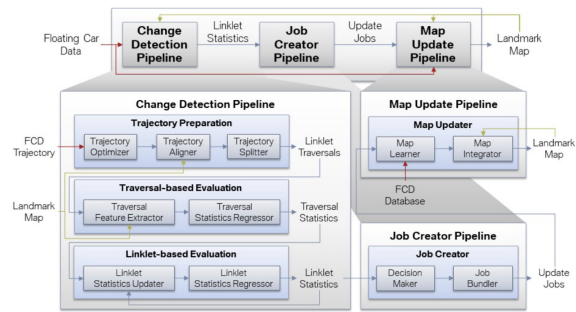 Floating Car
Data
Change
Detection
Pipeline
Linklet
Statistics
Job
Creator
Pipeline
Update
Jobs
Map
Update
Pipeline
Landmark
Map
Change Detection Pipeline
Trajectory Preparation
FCD
Trajectory
Trajectory
Optimizer
Trajectory
Aligner
Trajectory
Splitter
Linklet
Traversals
Landmark
Map
Traversal-based Evaluation
Traversal
Feature Extractor
Traversal
Statistics Regressor
Traversal
Statistics
Linklet-based Evaluation
Linklet
Statistics Updater
Linklet
Statistics Regressor
Linklet
Statistics
Map Update Pipeline
Map Updater
Map
Learner
Map
Integrator
Landmark
Map
FCD
Database
Job Creator Pipeline
Job Creator
Decision
Maker
Job
Bundler
Update
Jobs